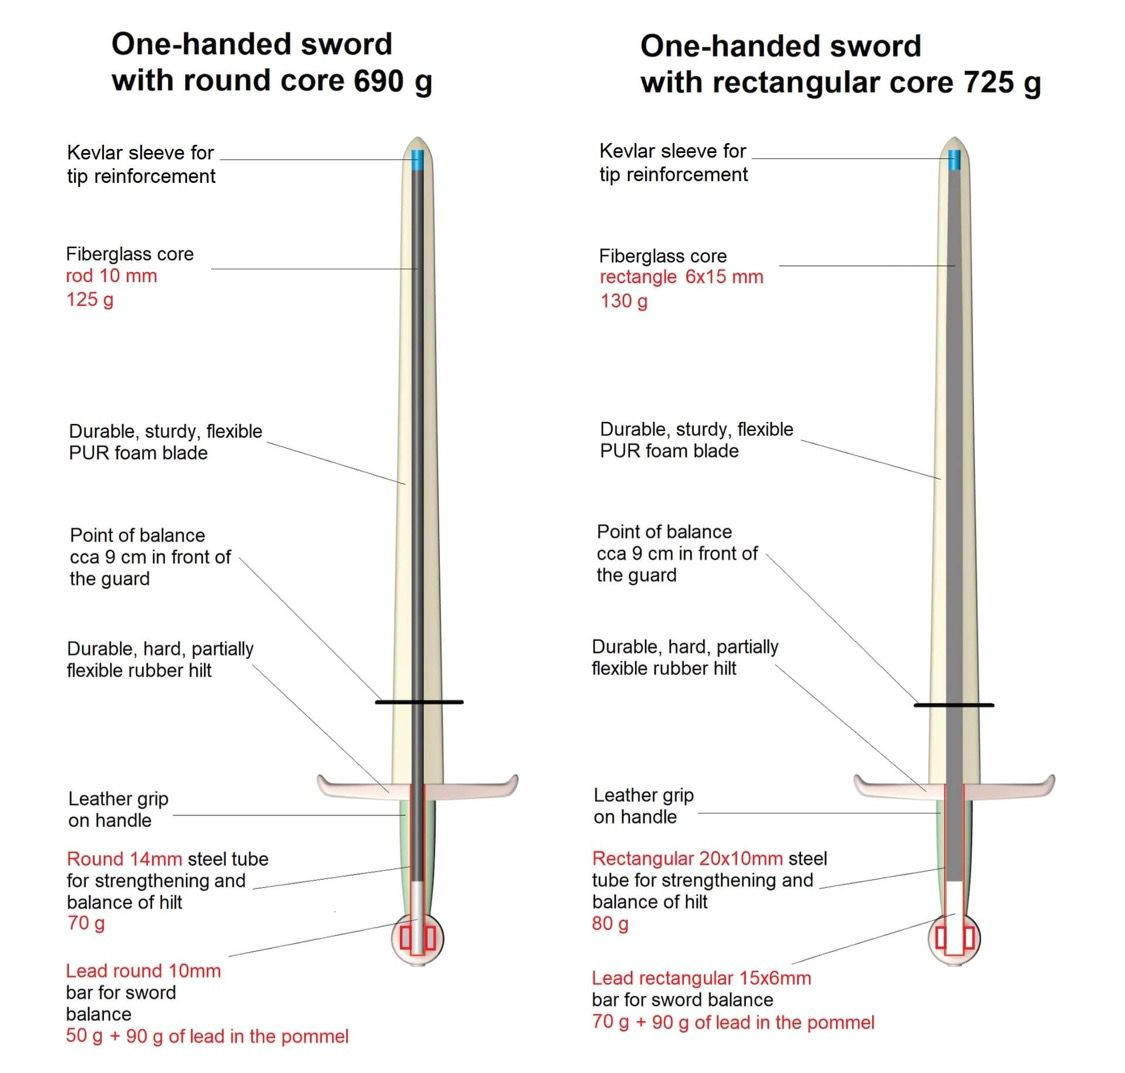 One-handed sword
with round core 690 g
Kevlar sleeve for
tip reinforcement
Fiberglass core
rod 10 mm
125 g
Durable, sturdy, flexible
PUR foam blade
Point of balance
cca 9 cm in front of
the guard
Durable, hard, partially
flexible rubber hilt
Leather grip
on handle
Round 14mm steel tube
for strengthening and
balance of hilt
70 g
Lead round 10mm
bar for sword
balance
50 g + 90 g of lead in the pommel
One-handed sword
with rectangular core 725 g
Kevlar sleeve for
tip reinforcement
Fiberglass core
rectangle 6x15 mm
130 g
Durable, sturdy, flexible
PUR foam blade
Point of balance
cca 9 cm in front of
the guard
Durable, hard, partially
flexible rubber hilt
Leather grip
on handle
Rectangular 20x10mm steel
tube for strengthening and
balance of hilt
80 g
Lead rectangular 15x6mm
bar for sword balance
70 g + 90 g of lead in the pommel